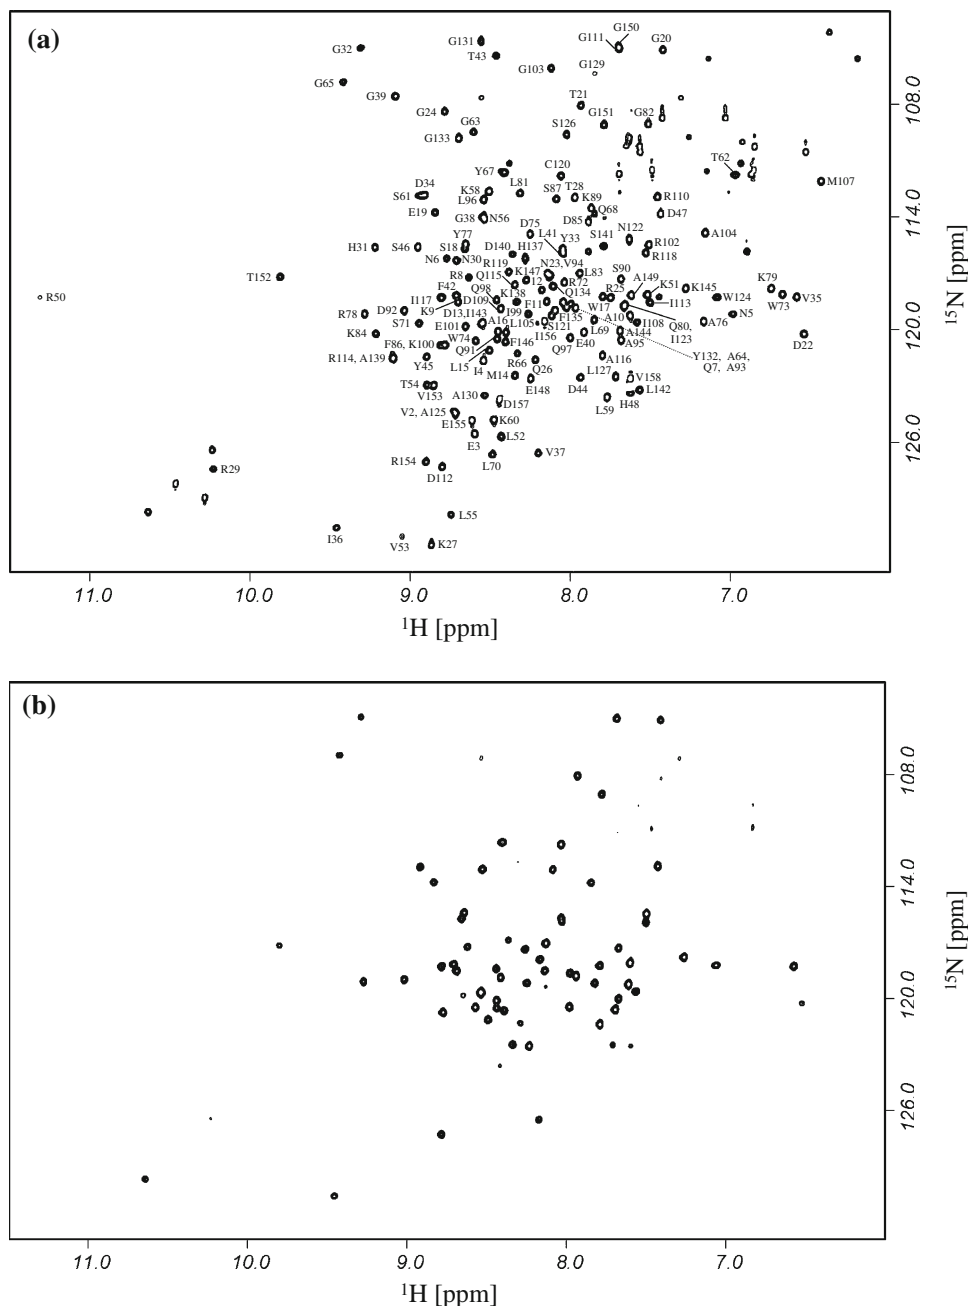 (a)
G150
G131
G111
G20
G32
T43
G129
G103
G65
T21
G39
G24
G151
G82
G63
S126
G133
T62
Y67
C120
L81
T28
M107
D34
K58
S87
K89
S61
L96
Q68
R110
E19
N56
D85
D47
G38
D75
L41
Y33
N122
A104
Y77
S141
H31
S46
S18
D140
H137
R102
R118
N6
N30
R119
K147
N23,V94
L83
S90
A149
K79
T152
R8
Q115
I12
R72
K51
K145
F42
Q98
K138
Q134
R25
W124
V35
R50
I117
D109
F11
W17
I113
W73
D92
K9
D13,I143
I99
F135
A10
N5
R78
A16
S121
L69
I108
Q80,
A76
S71
E101
L105
I156
A144
I123
D22
K84
W74
F146
Q97
E40
A95
F86, K100
Q91
R66
Y132, A64,
Q7, A93
R114, A139
Y45
L15
I4
Q26
A116
M14
L127
V158
T54
E148
D44
L142
V153
A130
D157
L59
H48
V2, A125
E155
K60
E3
L52
R154
L70
V37
R29
D112
L55
I36
V53
K27
108.0
114.0
120.0
126.0
15N [ppm]
11.0 10.0 9.0 8.0 7.0
1H [ppm]
(b)
108.0
114.0
120.0
126.0
15N [ppm]
11.0 10.0 9.0 8.0 7.0
1H [ppm]